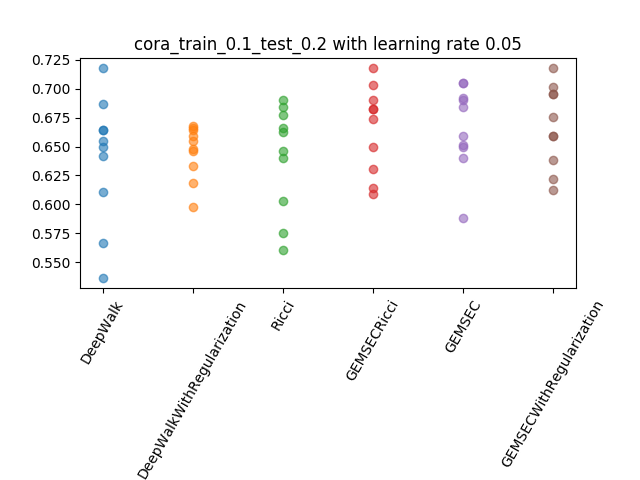 cora_train_0.1_test_0.2 with learning rate 0.05
0.725
0.700
0.675
0.650
0.625
0.600
0.575
0.550
DeepWalk
DeepWalkWithRegularization
Ricci
GEMSECRicci
GEMSEC
GEMSECWithRegularization